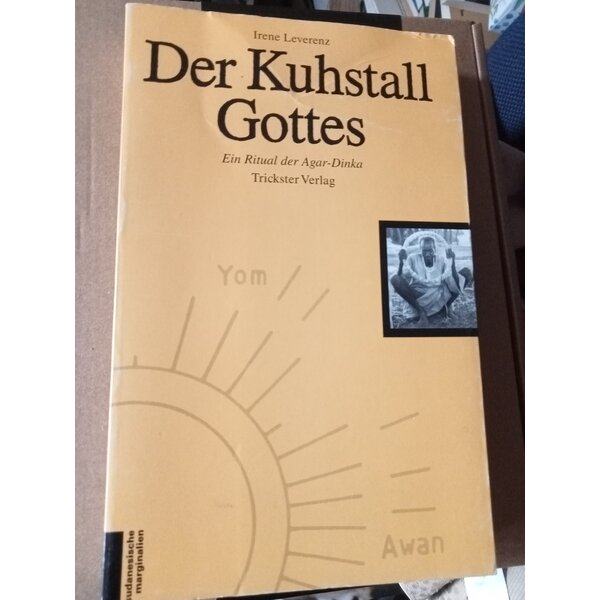 Irene Leverenz
Der Kuhstall
Gottes
Ein Ritual der Agar-Dinka
Trickster Verlag
Yom
Awan
sudanesische
marginalien